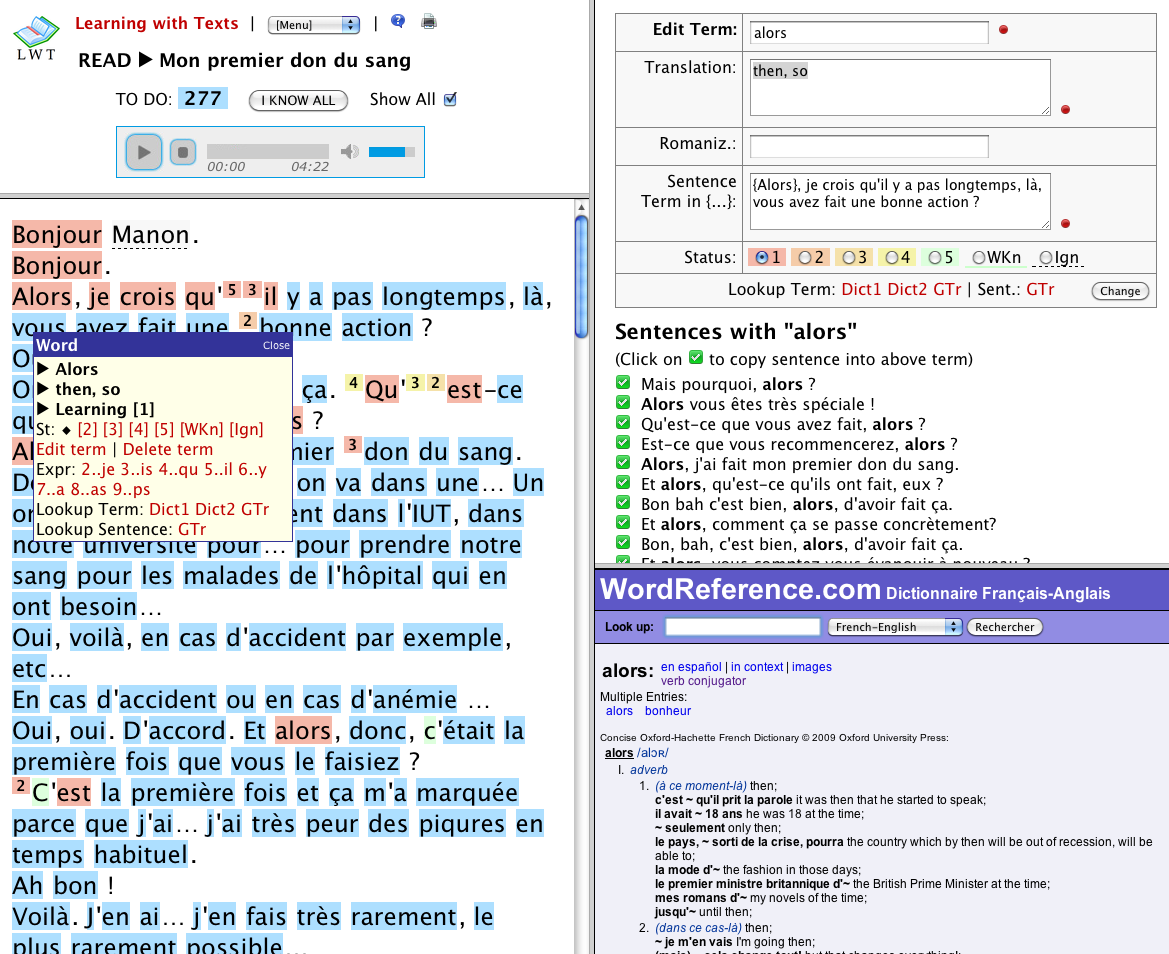 Learning with Texts | [Menu] |
LWT
READ ▶ Mon premier don du sang
TO DO: 277 I KNOW ALL Show All
00:00 04:22
Bonjour Manon.
Bonjour.
Alors, je crois qu'5 3 il y a pas longtemps, là,
vous avez fait une 2 bonne action ?
Word Close
▶ Alors
▶ then, so
▶ Learning [1]
St: ◆ [2] [3] [4] [5] [WKn] [Ign]
Edit term | Delete term
Expr: 2..je 3..is 4..qu 5..il 6..y
7..a 8..as 9..ps
Lookup Term: Dict1 Dict2 GTr
Lookup Sentence: GTr
ça. 4 Qu'3 2 est-ce
?
3 don du sang.
on va dans une… Un
dans l'IUT, dans
notre université pour… pour prendre notre
sang pour les malades de l'hôpital qui en
ont besoin…
Oui, voilà, en cas d'accident par exemple,
etc…
En cas d'accident ou en cas d'anémie …
Oui, oui. D'accord. Et alors, donc, c'était la
première fois que vous le faisiez ?
2 C'est la première fois et ça m'a marquée
parce que j'ai… j'ai très peur des piqures en
temps habituel.
Ah bon !
Voilà. J'en ai… j'en fais très rarement, le
plus rarement possible…
Edit Term: alors
Translation: then, so
Romaniz.:
Sentence
Term in {...}:
{Alors}, je crois qu'il y a pas longtemps, là,
vous avez fait une bonne action ?
Status: 1 2 3 4 5 WKn Ign
Lookup Term: Dict1 Dict2 GTr | Sent.: GTr Change
Sentences with "alors"
(Click on ✔ to copy sentence into above term)
Mais pourquoi, alors ?
Alors vous êtes très spéciale !
Qu'est-ce que vous avez fait, alors ?
Est-ce que vous recommencerez, alors ?
Alors, j'ai fait mon premier don du sang.
Et alors, qu'est-ce qu'ils ont fait, eux ?
Bon bah c'est bien, alors, d'avoir fait ça.
Et alors, comment ça se passe concrètement?
Bon, bah, c'est bien, alors, d'avoir fait ça.
Et alors, vous comptez vous évanouir à nouveau ?
WordReference.com Dictionnaire Français-Anglais
Look up: French-English Rechercher
alors: en español | in context | images
verb conjugator
Multiple Entries:
alors bonheur
Concise Oxford-Hachette French Dictionary © 2009 Oxford University Press:
alors /alɔʀ/
I. adverb
1. (à ce moment-là) then;
c'est ~ qu'il prit la parole it was then that he started to speak;
il avait ~ 18 ans he was 18 at the time;
~ seulement only then;
le pays, ~ sorti de la crise, pourra the country which by then will be out of recession, will be
able to;
la mode d'~ the fashion in those days;
le premier ministre britannique d'~ the British Prime Minister at the time;
mes romans d'~ my novels of the time;
jusqu'~ until then;
2. (dans ce cas-là) then;
~ je m'en vais I'm going then;